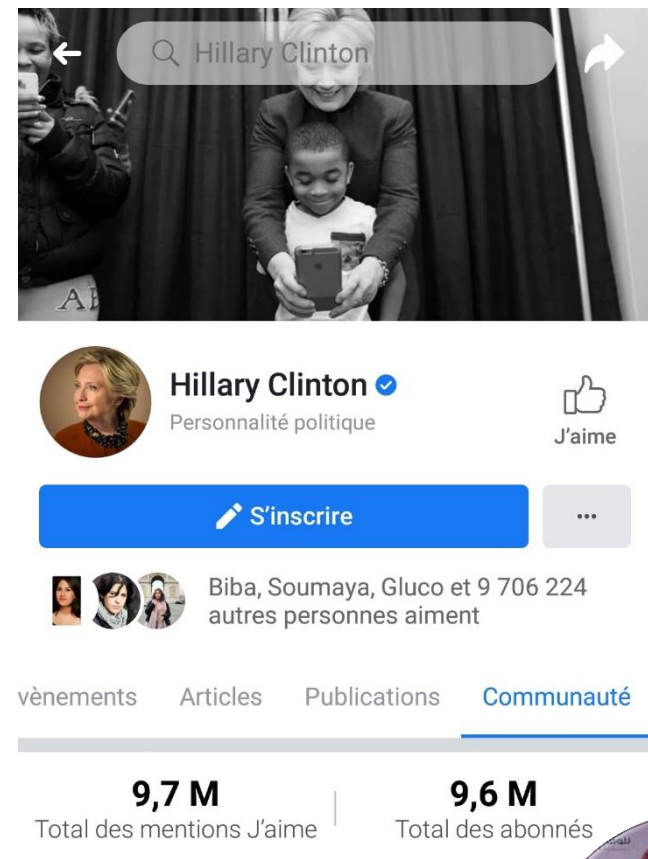 Hillary Clinton
Hillary Clinton
Personnalité politique
J'aime
S'inscrire
Biba, Soumaya, Gluco et 9 706 224
autres personnes aiment
vènements Articles Publications Communauté
9,7 M
Total des mentions J'aime
9,6 M
Total des abonnés